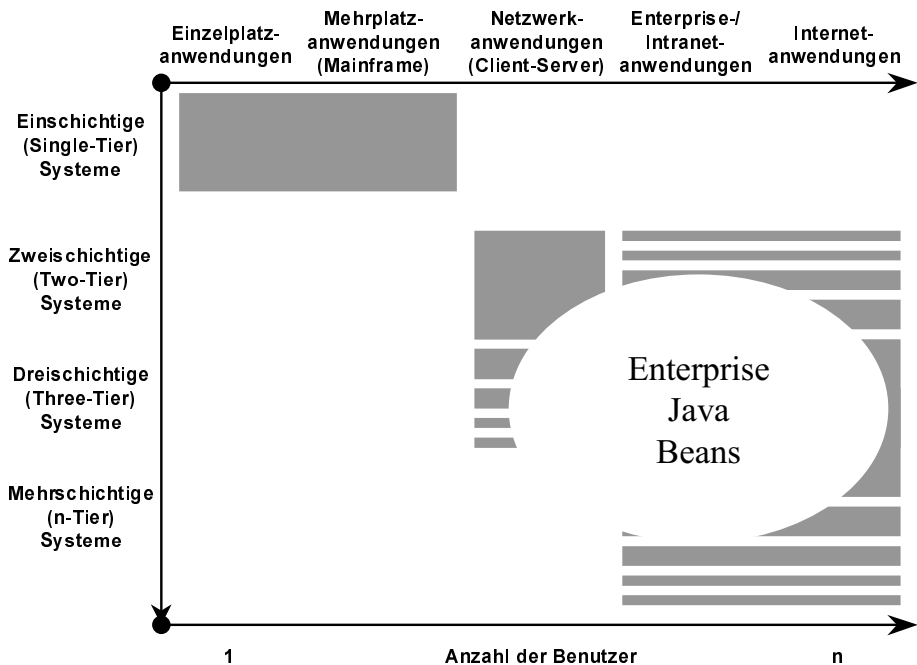 Einzelplatz-
anwendungen
Mehrplatz-
anwendungen
(Mainframe)
Netzwerk-
anwendungen
(Client-Server)
Enterprise-/
Intranet-
anwendungen
Internet-
anwendungen
Einschichtige
(Single-Tier)
Systeme
Zweischichtige
(Two-Tier)
Systeme
Dreischichtige
(Three-Tier)
Systeme
Mehrschichtige
(n-Tier)
Systeme
Enterprise
Java
Beans
1
Anzahl der Benutzer
n